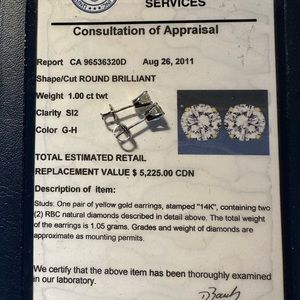 SERVICES
Consultation of Appraisal
Report CA 96536320D Aug 26, 2011
Shape/Cut ROUND BRILLIANT
Weight 1.00 ct twt
Clarity SI2
Color G-H
TOTAL ESTIMATED RETAIL
REPLACEMENT VALUE $ 5,225.00 CDN
Description of item:
Studs: One pair of yellow gold earrings, stamped "14K", containing two
(2) RBC natural diamonds described in detail above. The total weight
of the earrings is 1.05 grams. Grades and weight of diamonds are
approximate as mounting permits.
We certify that the above item has been thoroughly examined
in our laboratory.